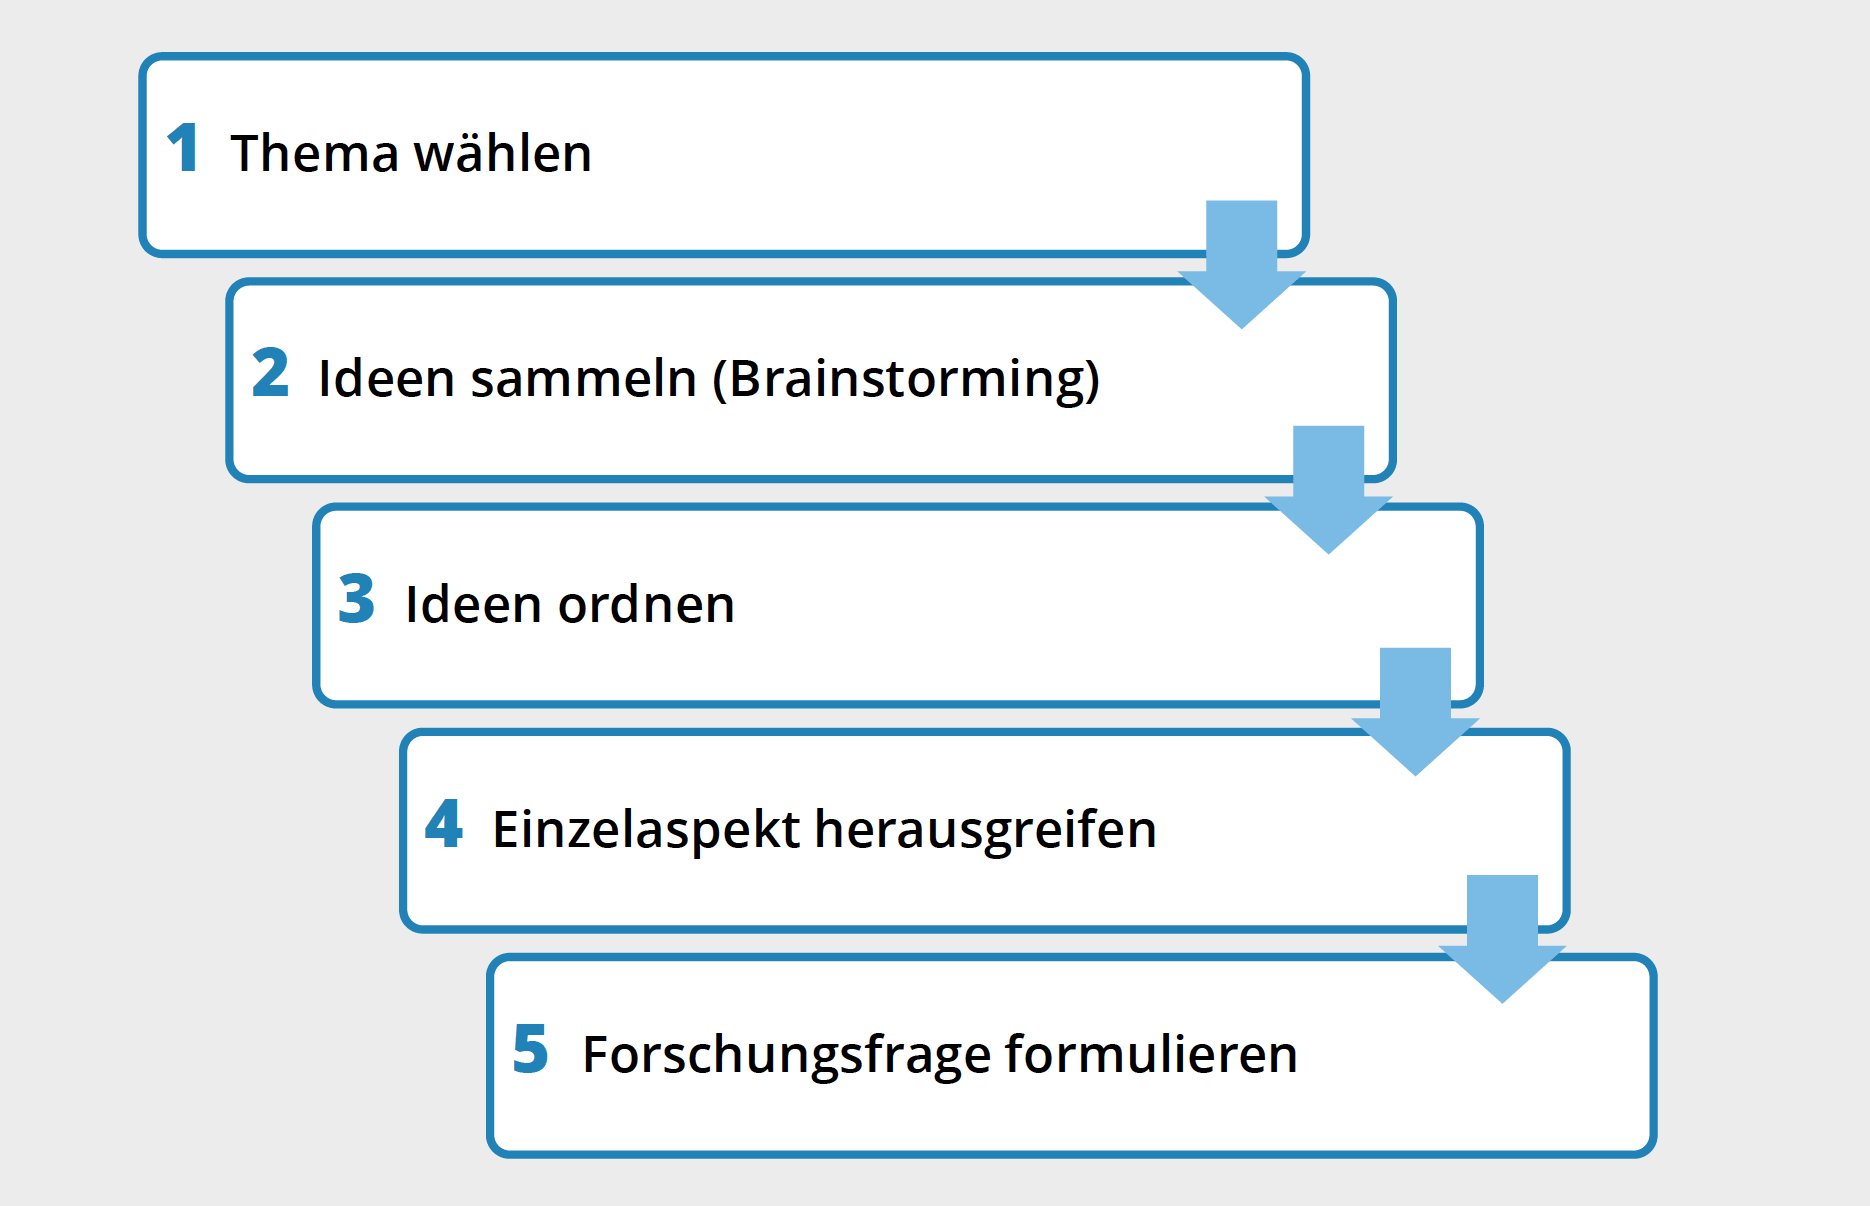 1 Thema wählen
2 Ideen sammeln (Brainstorming)
3 Ideen ordnen
4 Einzelaspekt herausgreifen
5 Forschungsfrage formulieren